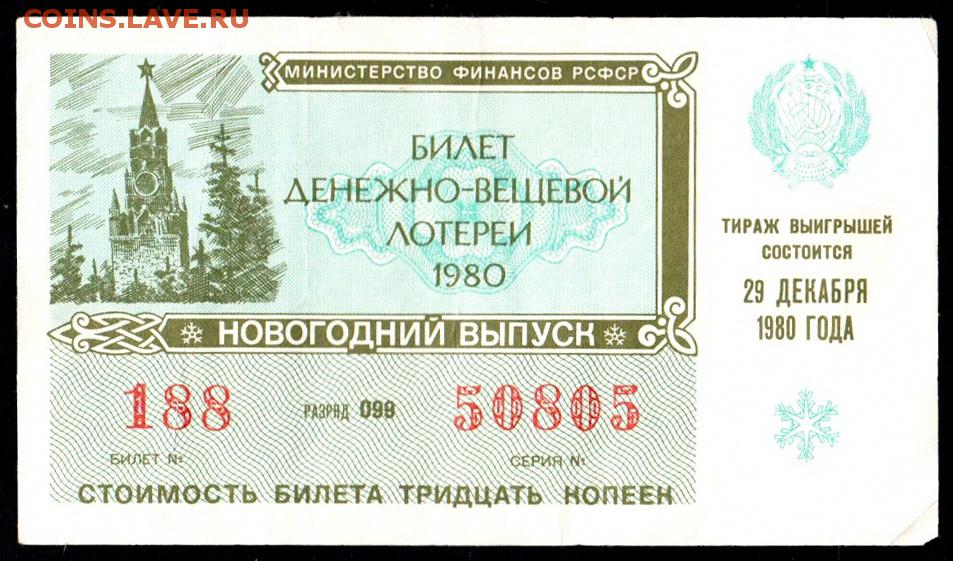 COINS.LAVE.RU
МИНИСТЕРСТВО ФИНАНСОВ РСФСР
БИЛЕТ
ДЕНЕЖНО-ВЕЩЕВОЙ
ЛОТЕРЕИ
1980
НОВОГОДНИЙ ВЫПУСК
ТИРАЖ ВЫИГРЫШЕЙ
СОСТОИТСЯ
29 ДЕКАБРЯ
1980 ГОДА
188 РАЗРЯД 099 50805
БИЛЕТ № СЕРИЯ №
СТОИМОСТЬ БИЛЕТА ТРИДЦАТЬ КОПЕЕК